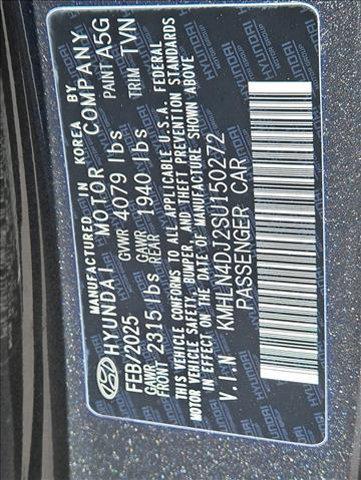 MANUFACTURED IN KOREA BY
HYUNDAI MOTOR COMPANY
FEB/2025 GVWR 4079 lbs PAINT A5G
GAWR FRONT 2315 lbs GAWR REAR 1940 lbs TRIM TVN
THIS VEHICLE CONFORMS TO ALL APPLICABLE U.S.A. FEDERAL
MOTOR VEHICLE SAFETY, BUMPER, AND THEFT PREVENTION STANDARDS
IN EFFECT ON THE DATE OF MANUFACTURE SHOWN ABOVE
V.I.N KMHLN4DJ2SU150272
PASSENGER CAR